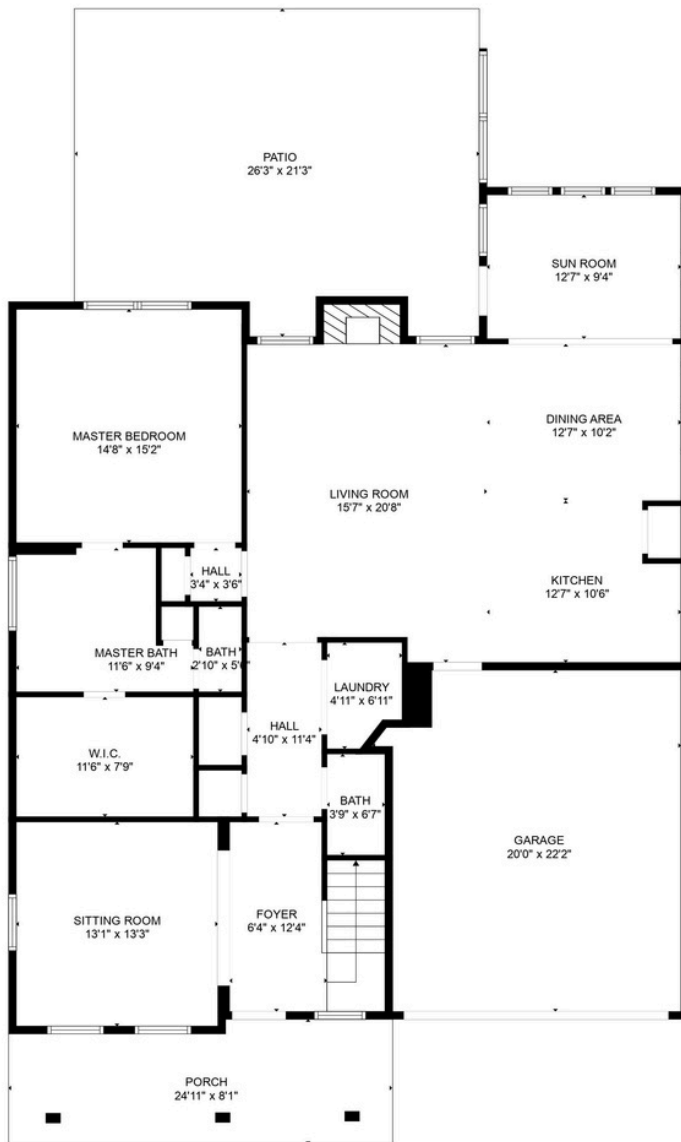 PATIO
26'3" x 21'3"
SUN ROOM
12'7" x 9'4"
MASTER BEDROOM
14'8" x 15'2"
DINING AREA
12'7" x 10'2"
LIVING ROOM
15'7" x 20'8"
HALL
3'4" x 3'6"
KITCHEN
12'7" x 10'6"
MASTER BATH
11'6" x 9'4"
BATH
2'10" x
LAUNDRY
4'11" x 6'11"
HALL
4'10" x 11'4"
W.I.C.
11'6" x 7'9"
BATH
3'9" x 6'7"
GARAGE
20'0" x 22'2"
SITTING ROOM
13'1" x 13'3"
FOYER
6'4" x 12'4"
PORCH
24'11" x 8'1"